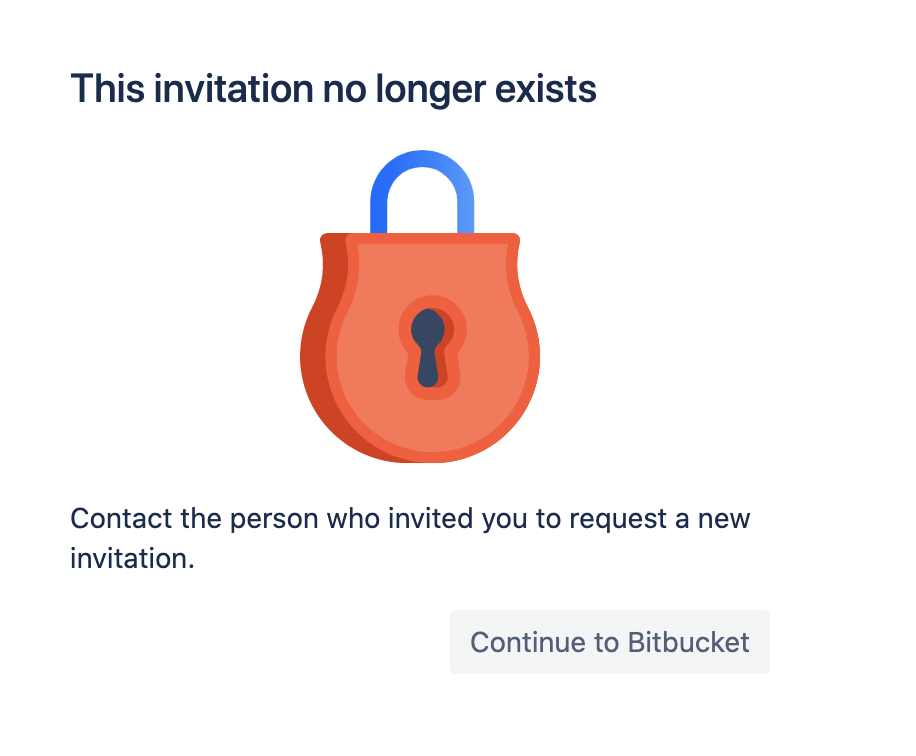 This invitation no longer exists
Contact the person who invited you to request a new
invitation.
Continue to Bitbucket